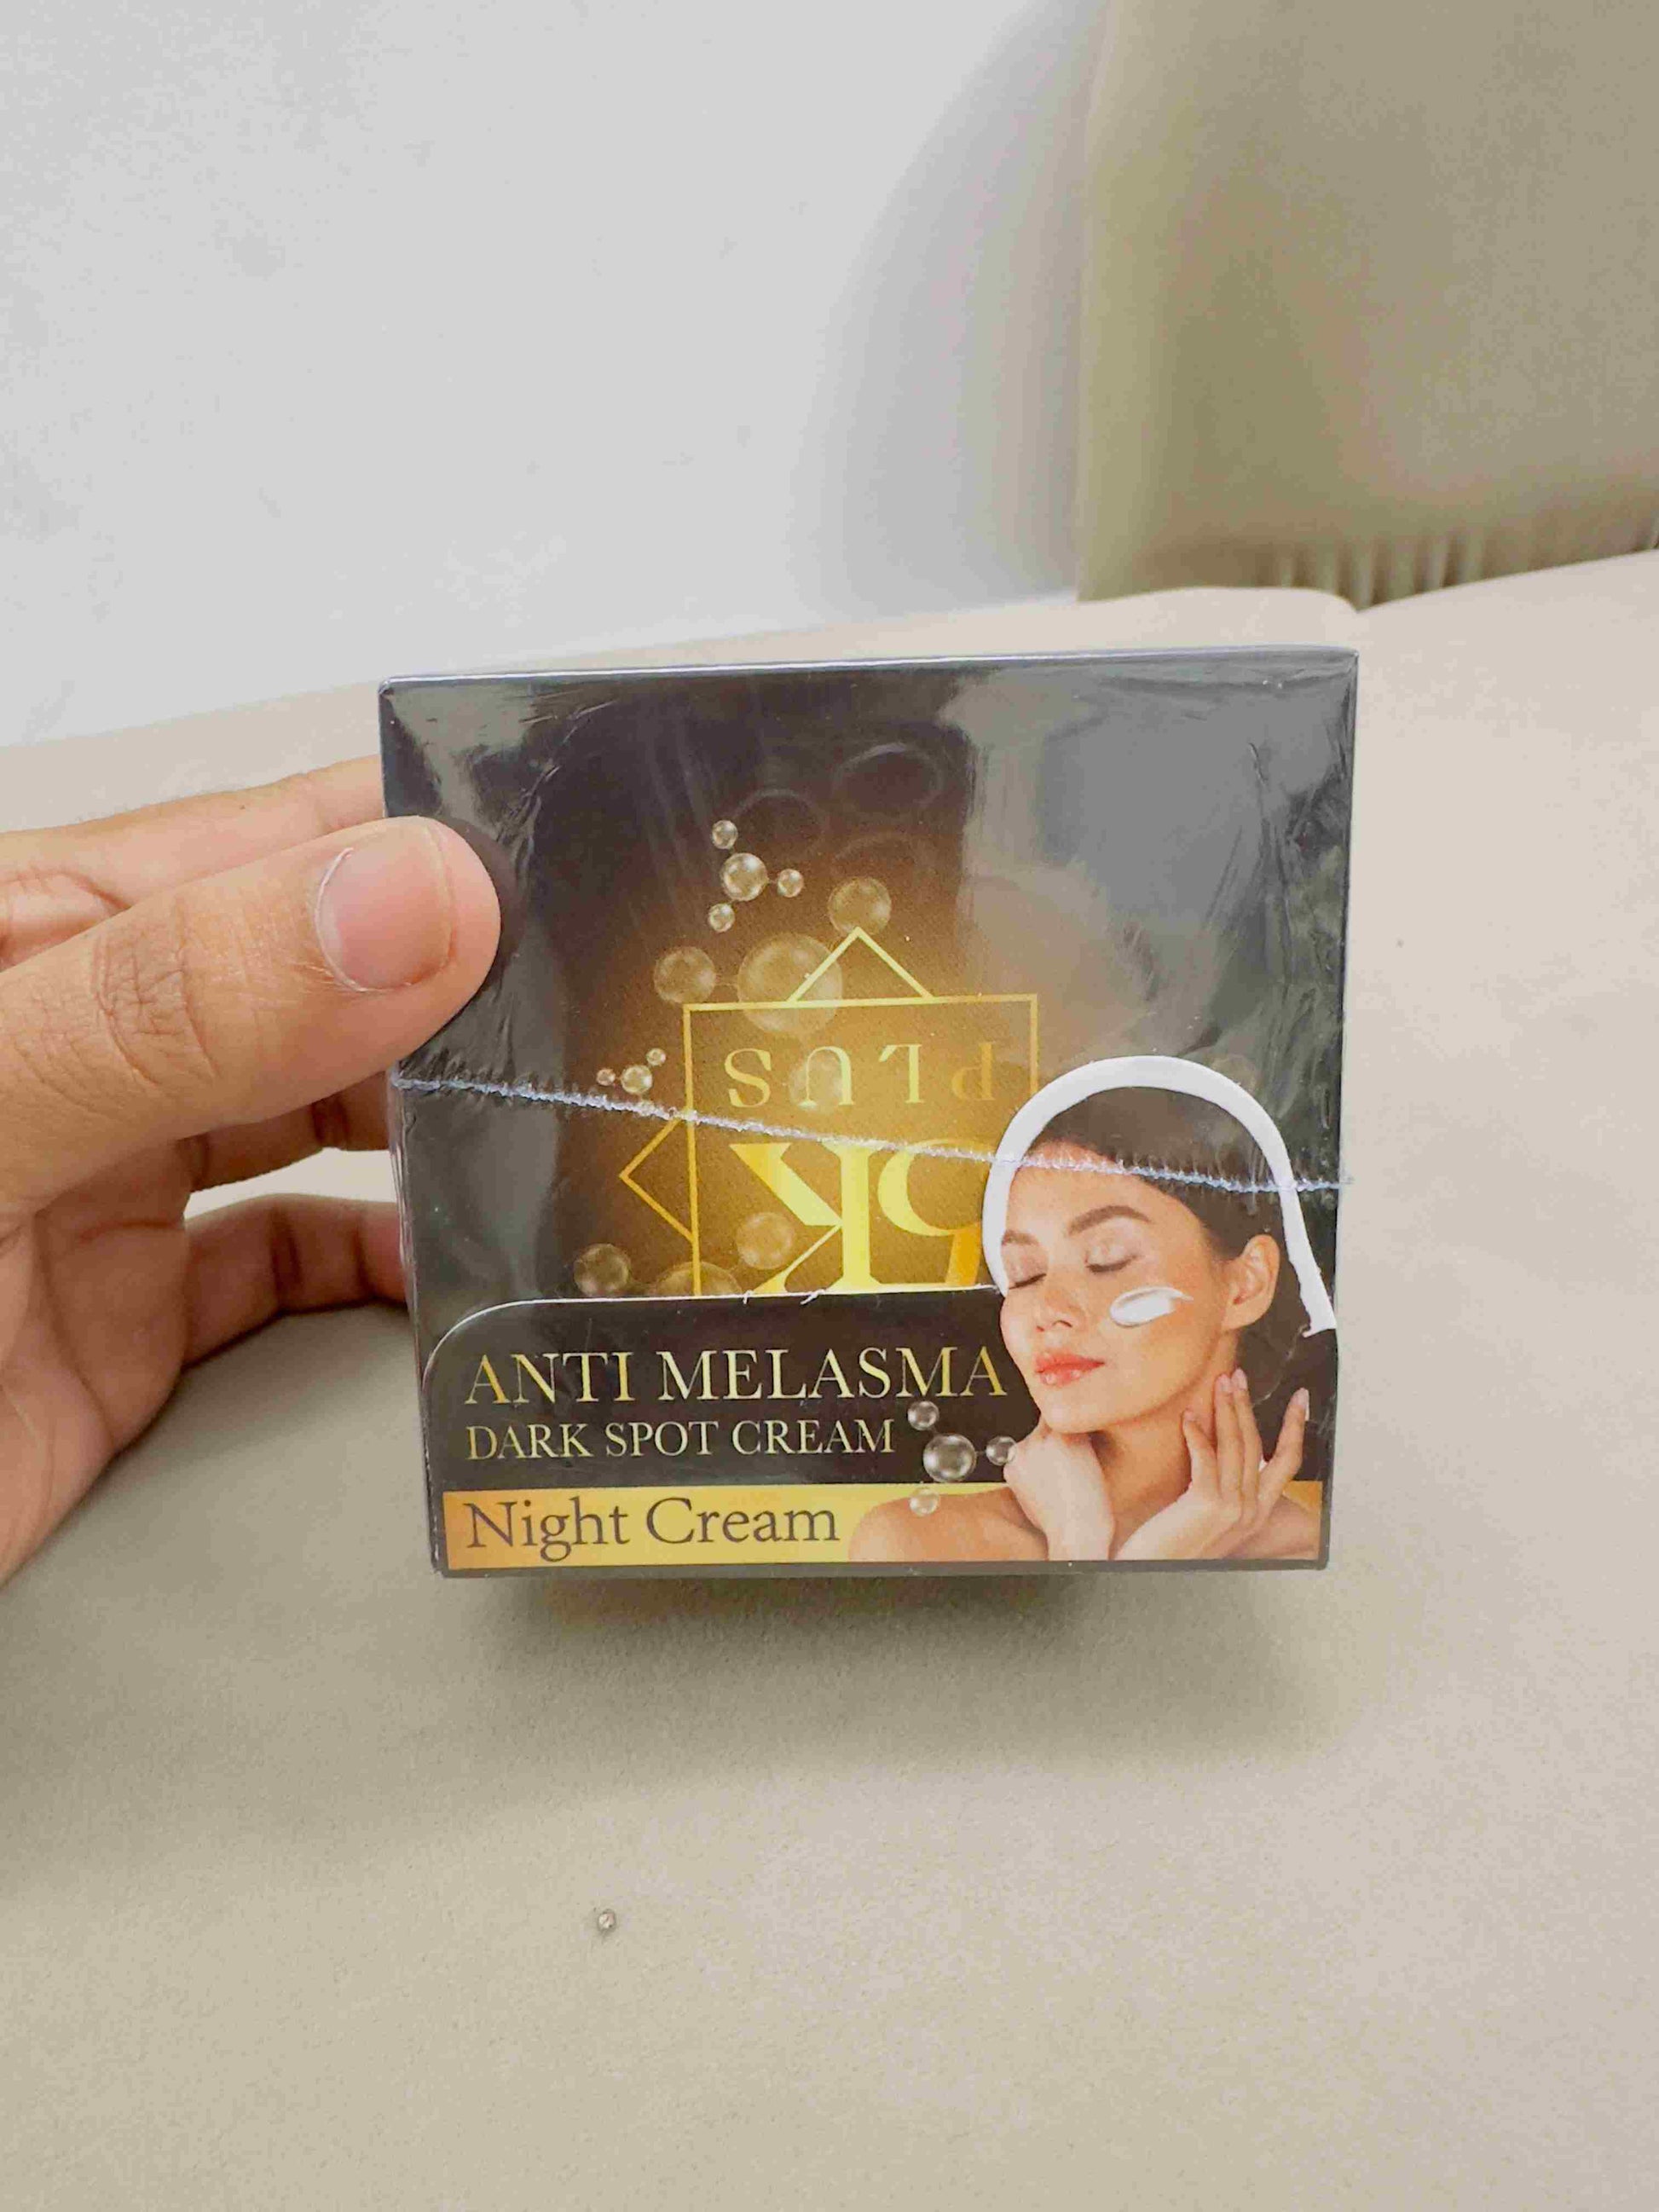 PLUS
ANTI MELASMA
DARK SPOT CREAM
Night Cream